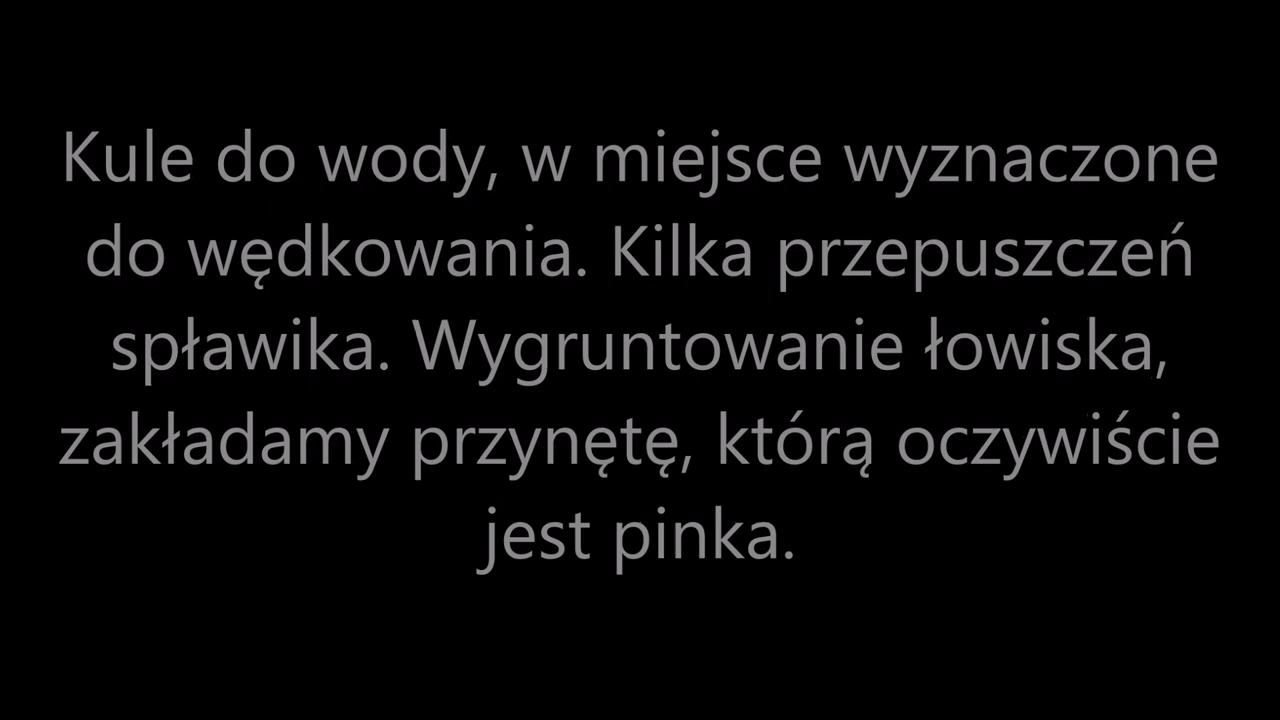 Kule do wody, w miejsce wyznaczone
do wędkowania. Kilka przepuszczeń
spławika. Wygruntowanie łowiska,
zakładamy przynętę, którą oczywiście
jest pinka.